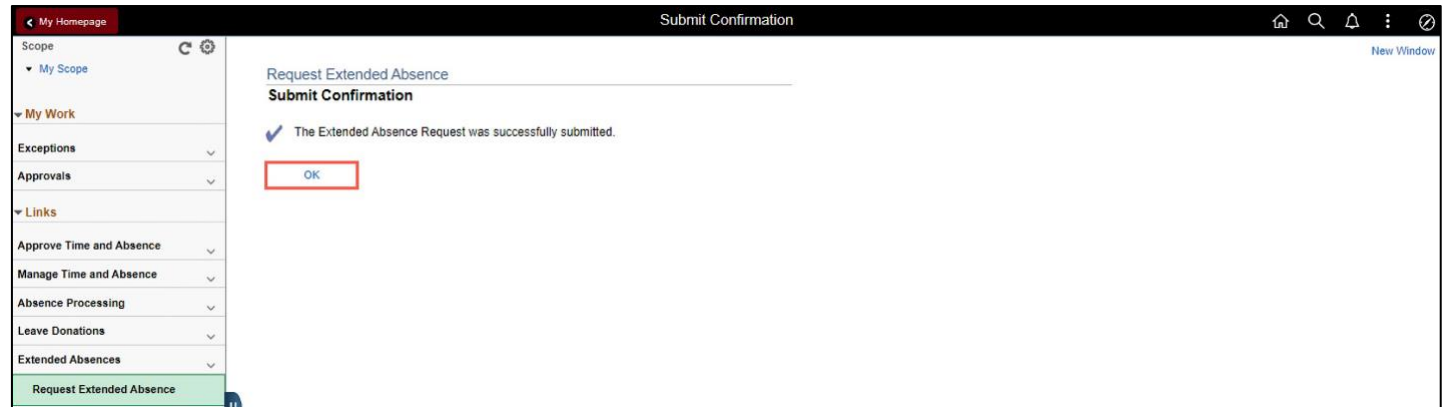 My Homepage
Submit Confirmation
Scope
My Scope
New Window
My Work
Exceptions
Approvals
Links
Approve Time and Absence
Manage Time and Absence
Absence Processing
Leave Donations
Extended Absences
Request Extended Absence
Request Extended Absence
Submit Confirmation
The Extended Absence Request was successfully submitted.
OK